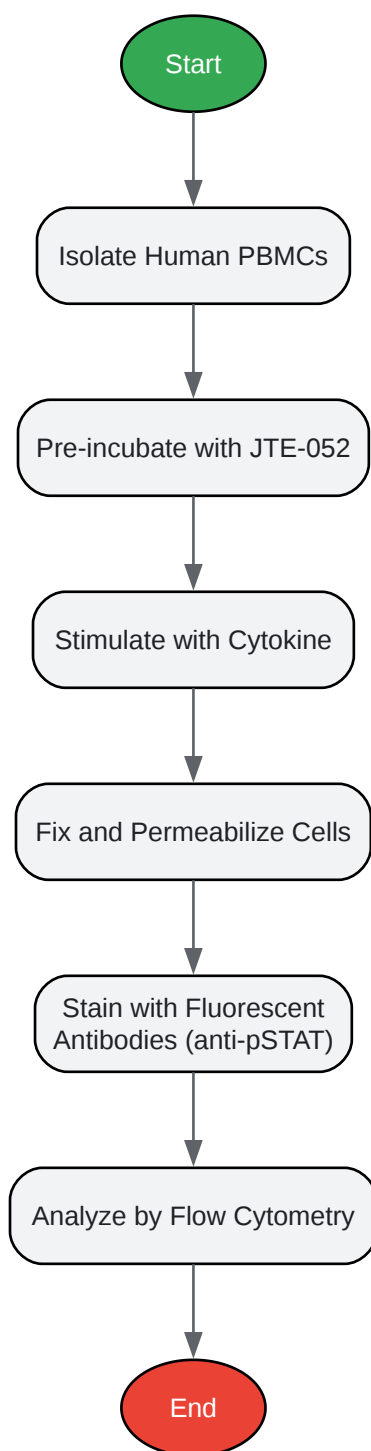 Start
Isolate Human PBMCs
Pre-incubate with JTE-052
Stimulate with Cytokine
Fix and Permeabilize Cells
Stain with Fluorescent
Antibodies (anti-pSTAT)
Analyze by Flow Cytometry
End